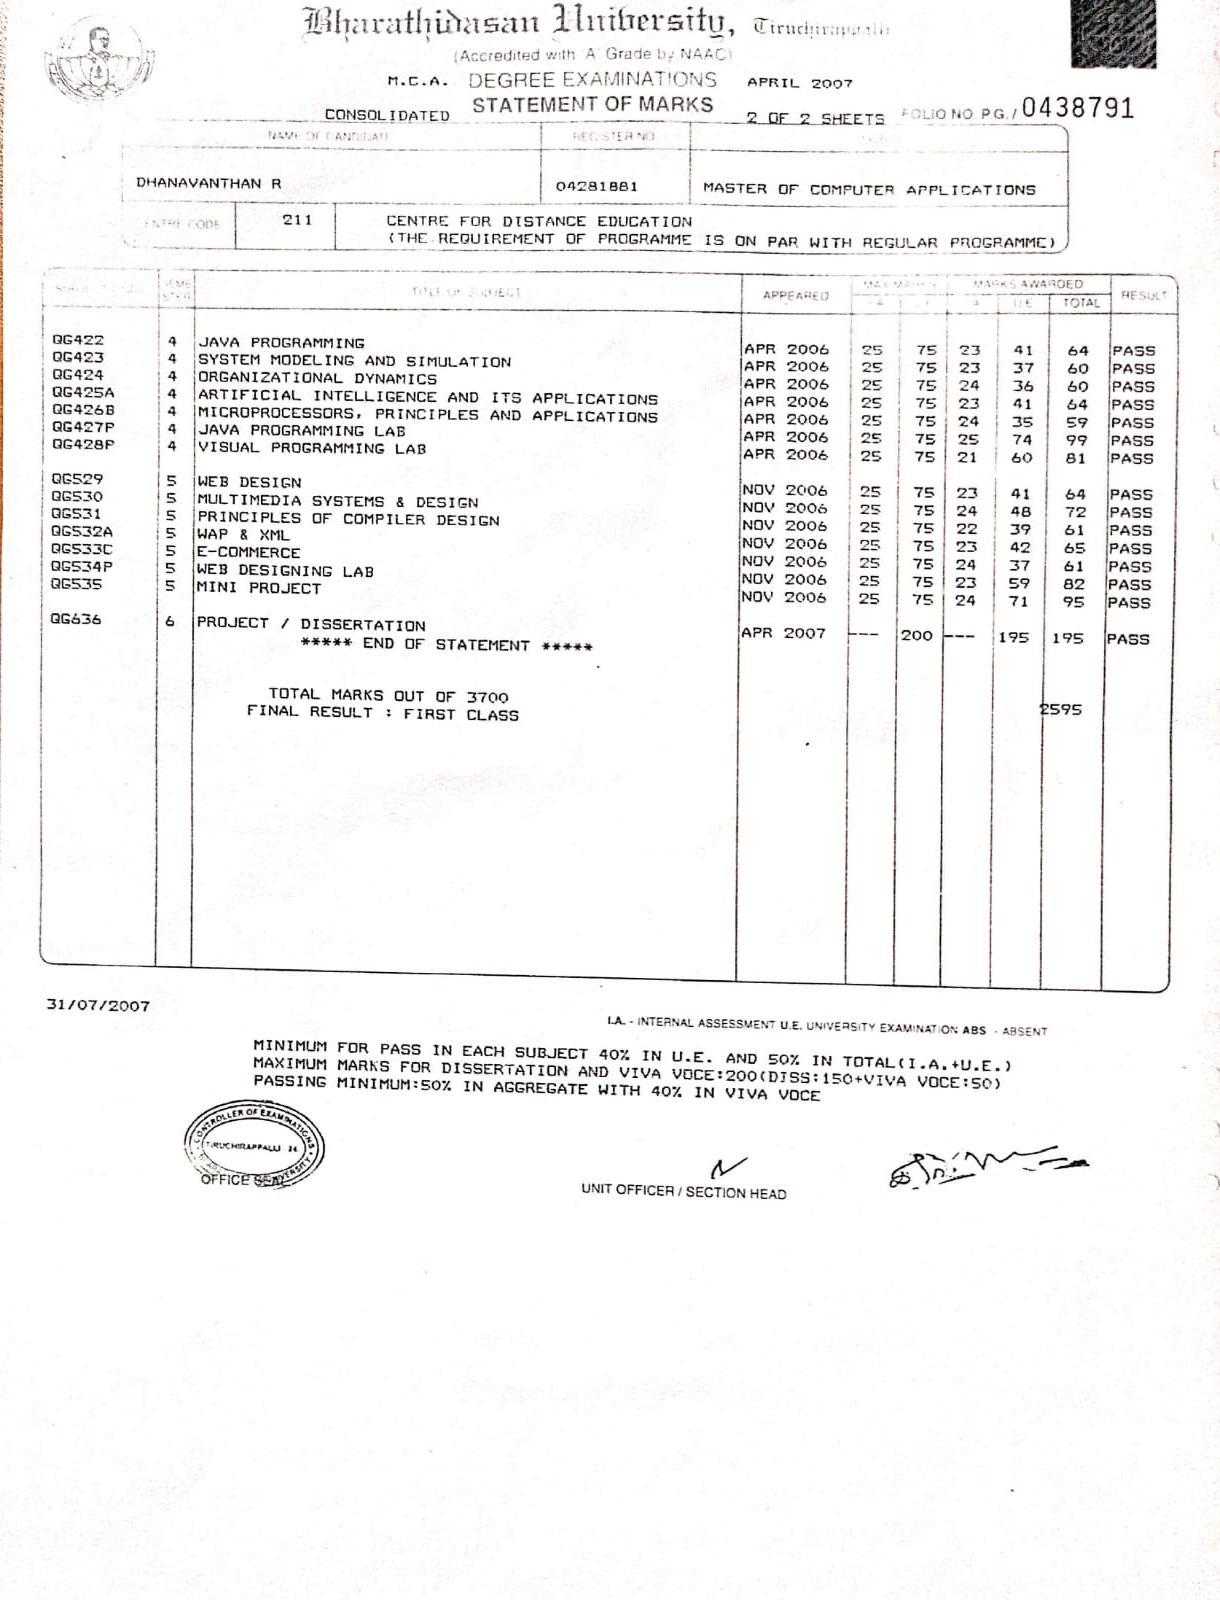 Bharathidasan University, Tiruchirappalli
(Accredited with 'A' Grade by NAAC)
M.C.A. DEGREE EXAMINATIONS APRIL 2007
CONSOLIDATED STATEMENT OF MARKS 2 OF 2 SHEETS FOLIO NO. P.G./ 0438791
NAME OF CANDIDATE REGISTER NO.
DHANAVANTHAN R 04281881 MASTER OF COMPUTER APPLICATIONS
CENTRE CODE 211 CENTRE FOR DISTANCE EDUCATION
(THE REQUIREMENT OF PROGRAMME IS ON PAR WITH REGULAR PROGRAMME)
TITLE OF SUBJECT APPEARED MAX MARKS MARKS AWARDED RESULT
U.E. TOTAL
QG422 4 JAVA PROGRAMMING APR 2006 25 75 23 41 64 PASS
QG423 4 SYSTEM MODELING AND SIMULATION APR 2006 25 75 23 37 60 PASS
QG424 4 ORGANIZATIONAL DYNAMICS APR 2006 25 75 24 36 60 PASS
QG425A 4 ARTIFICIAL INTELLIGENCE AND ITS APPLICATIONS APR 2006 25 75 23 41 64 PASS
QG426B 4 MICROPROCESSORS, PRINCIPLES AND APPLICATIONS APR 2006 25 75 24 35 59 PASS
QG427P 4 JAVA PROGRAMMING LAB APR 2006 25 75 25 74 99 PASS
QG428P 4 VISUAL PROGRAMMING LAB APR 2006 25 75 21 60 81 PASS
QG529 5 WEB DESIGN NOV 2006 25 75 23 41 64 PASS
QG530 5 MULTIMEDIA SYSTEMS & DESIGN NOV 2006 25 75 24 48 72 PASS
QG531 5 PRINCIPLES OF COMPILER DESIGN NOV 2006 25 75 22 39 61 PASS
QG532A 5 WAP & XML NOV 2006 25 75 23 42 65 PASS
QG533C 5 E-COMMERCE NOV 2006 25 75 24 37 61 PASS
QG534P 5 WEB DESIGNING LAB NOV 2006 25 75 23 59 82 PASS
QG535 5 MINI PROJECT NOV 2006 25 75 24 71 95 PASS
QG636 6 PROJECT / DISSERTATION APR 2007 --- 200 --- 195 195 PASS
***** END OF STATEMENT *****
TOTAL MARKS OUT OF 3700 2595
FINAL RESULT : FIRST CLASS
31/07/2007
I.A. - INTERNAL ASSESSMENT U.E. UNIVERSITY EXAMINATION ABS - ABSENT
MINIMUM FOR PASS IN EACH SUBJECT 40% IN U.E. AND 50% IN TOTAL(I.A.+U.E.)
MAXIMUM MARKS FOR DISSERTATION AND VIVA VOCE:200(DISS:150+VIVA VOCE:50)
PASSING MINIMUM:50% IN AGGREGATE WITH 40% IN VIVA VOCE
CONTROLLER OF EXAMINATIONS
TIRUCHIRAPPALLI 24
OFFICE SEAL
UNIT OFFICER / SECTION HEAD